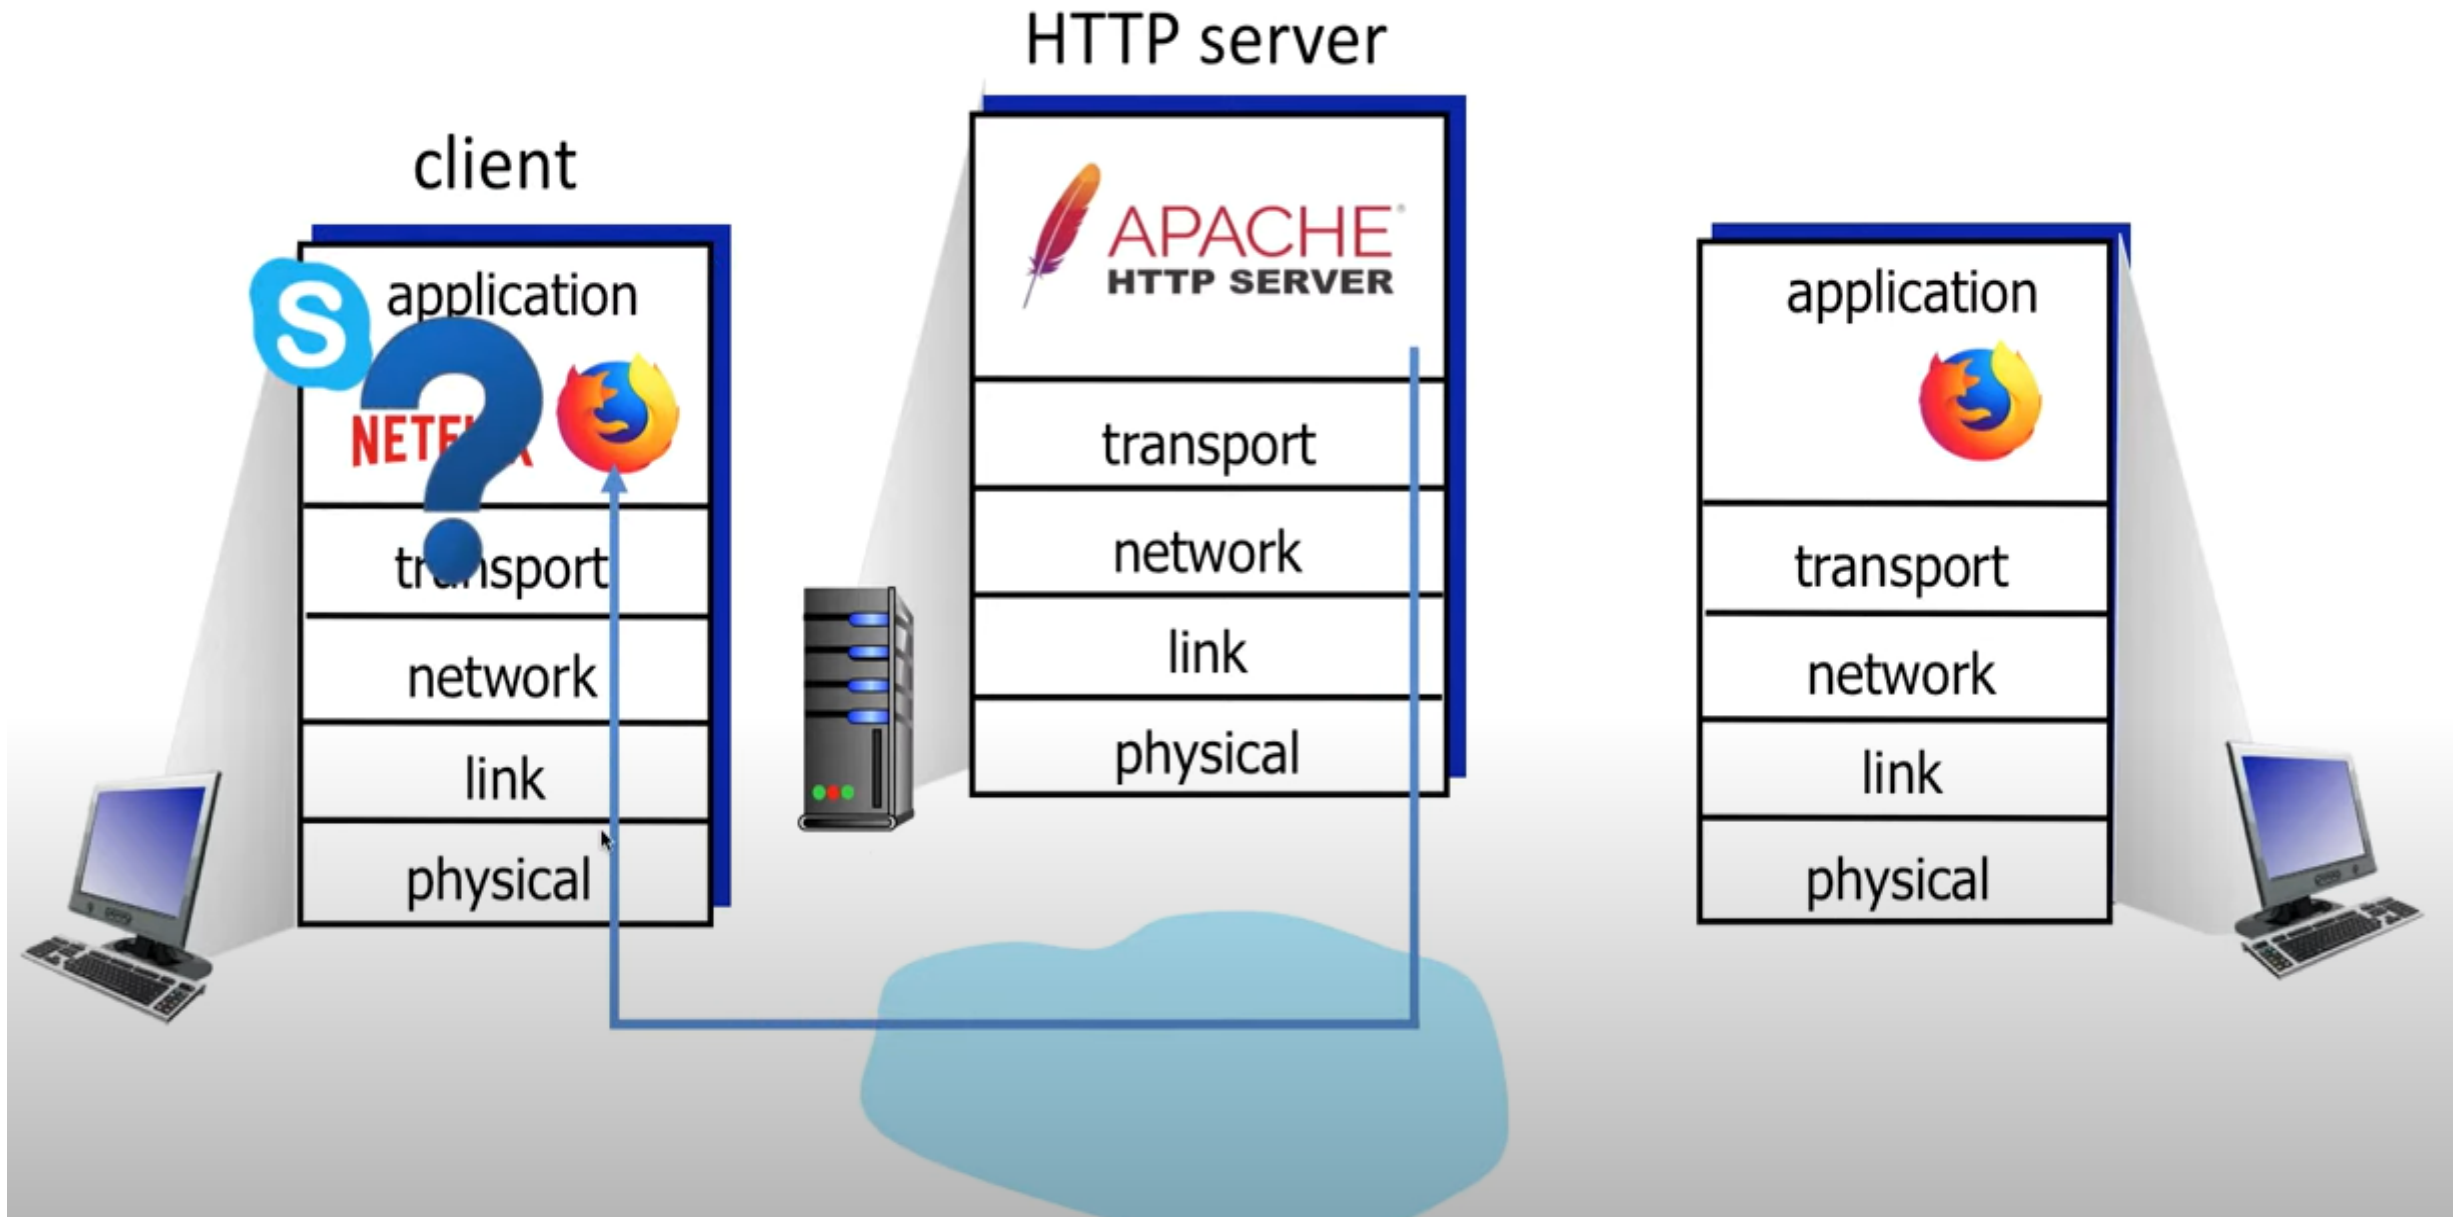 HTTP server
client
application
NETFLIX
transport
network
link
physical
APACHE®
HTTP SERVER
transport
network
link
physical
application
transport
network
link
physical